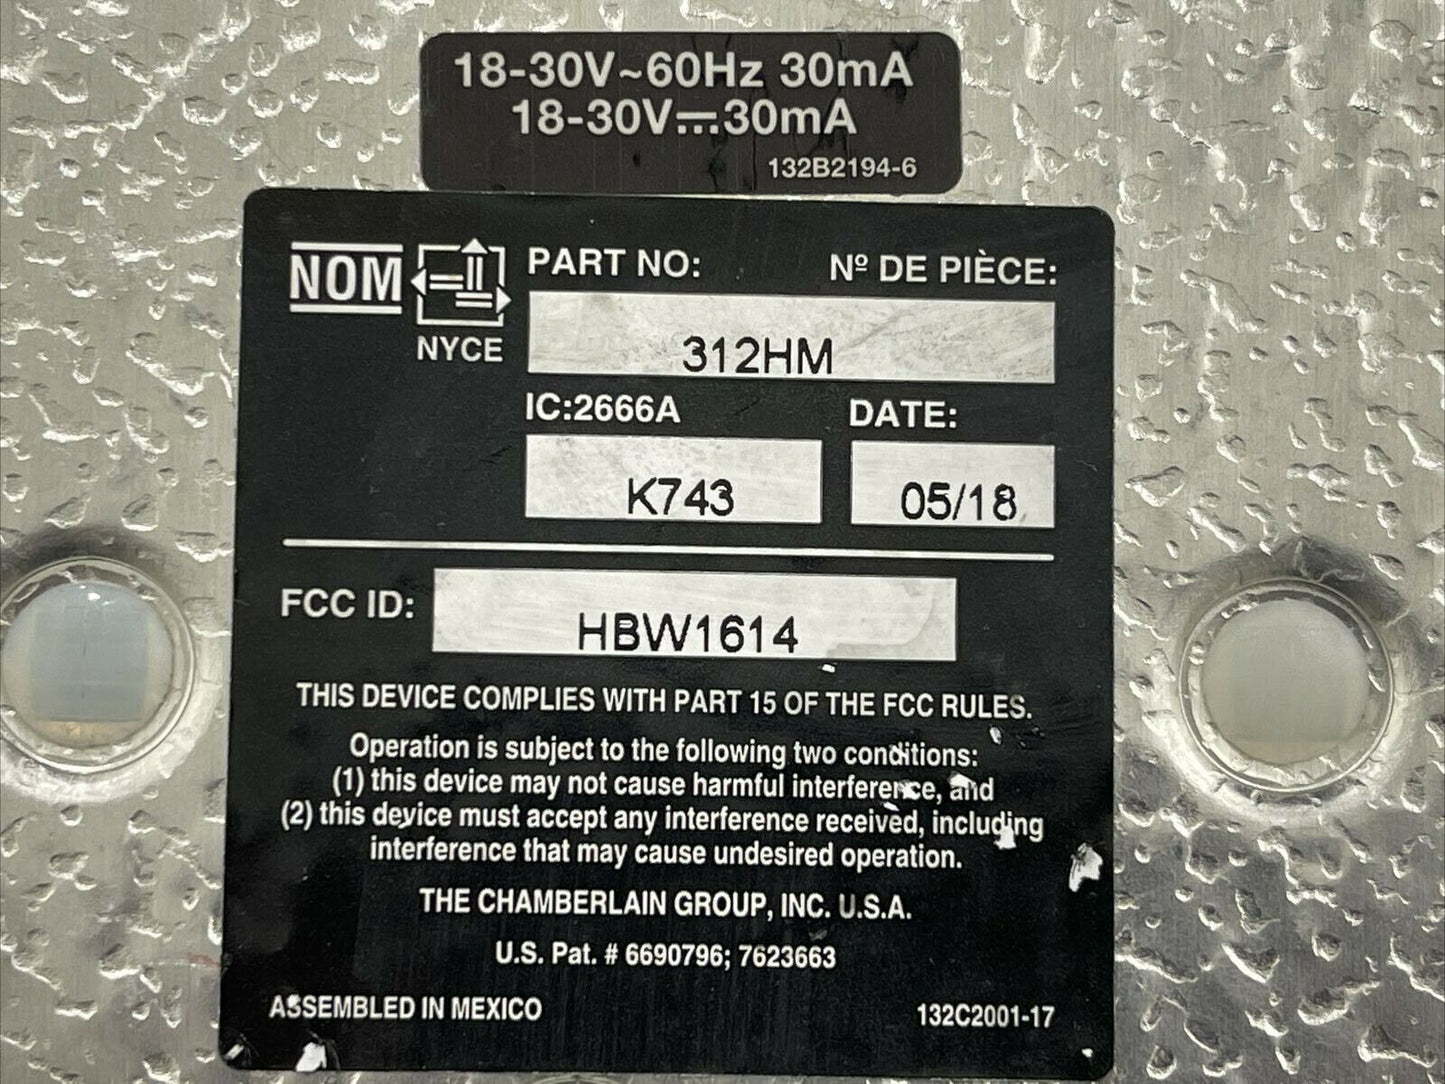 18-30V~60Hz 30mA
18-30V⎓30mA
132B2194-6
NOM
NYCE
PART NO: Nº DE PIÈCE:
312HM
IC:2666A DATE:
K743 05/18
FCC ID: HBW1614
THIS DEVICE COMPLIES WITH PART 15 OF THE FCC RULES.
Operation is subject to the following two conditions:
(1) this device may not cause harmful interference, and
(2) this device must accept any interference received, including
interference that may cause undesired operation.
THE CHAMBERLAIN GROUP, INC. U.S.A.
U.S. Pat. # 6690796; 7623663
ASSEMBLED IN MEXICO 132C2001-17